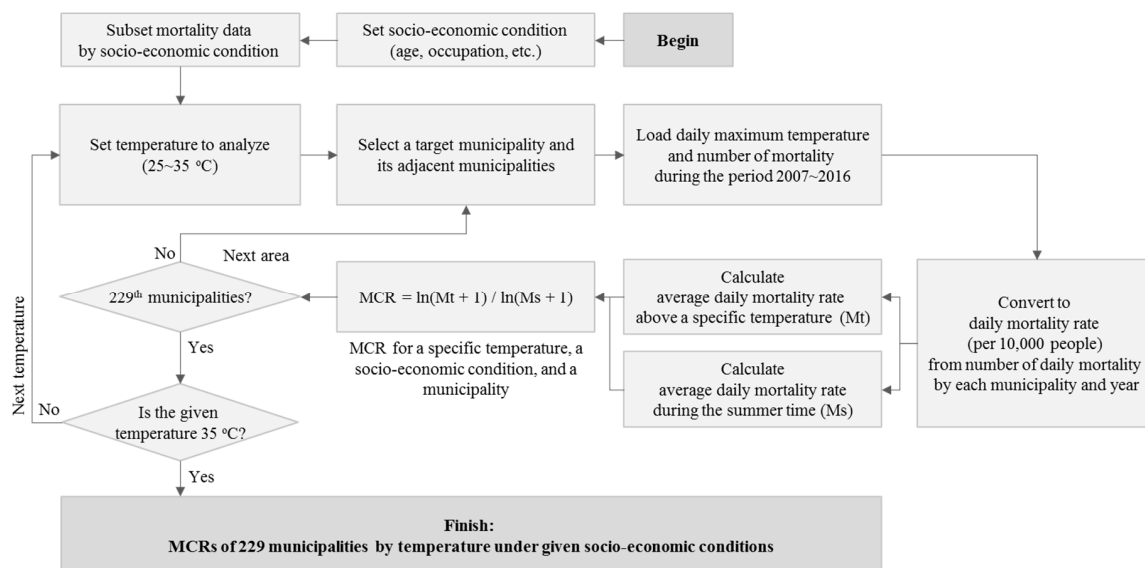 Begin
Set socio-economic condition
(age, occupation, etc.)
Subset mortality data
by socio-economic condition
Set temperature to analyze
(25~35 °C)
Select a target municipality and
its adjacent municipalities
Load daily maximum temperature
and number of mortality
during the period 2007~2016
Convert to
daily mortality rate
(per 10,000 people)
from number of daily mortality
by each municipality and year
Calculate
average daily mortality rate
above a specific temperature (Mt)
Calculate
average daily mortality rate
during the summer time (Ms)
MCR = ln(Mt + 1) / ln(Ms + 1)
MCR for a specific temperature, a
socio-economic condition, and a
municipality
229th municipalities?
No
Next area
Yes
Is the given
temperature 35 °C?
No
Next temperature
Yes
Finish:
MCRs of 229 municipalities by temperature under given socio-economic conditions